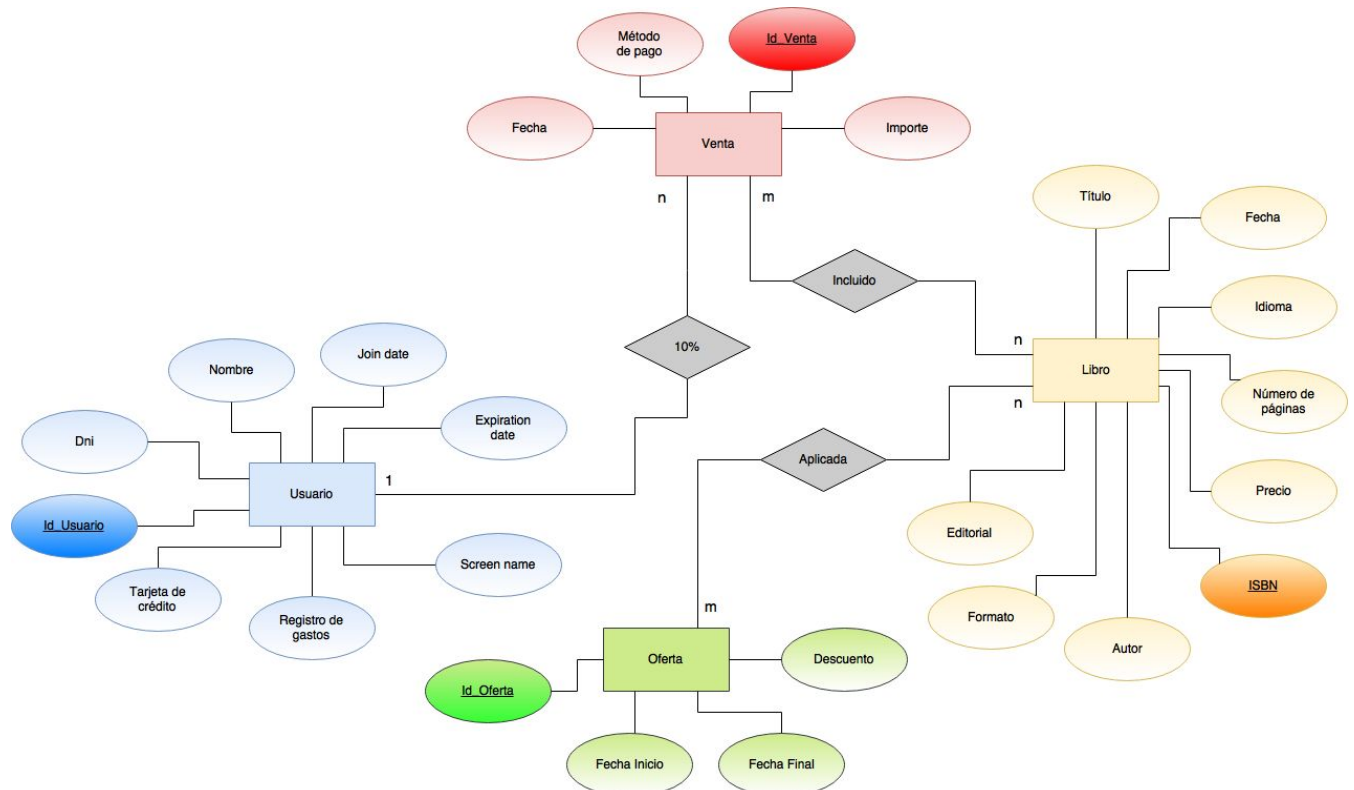 Método
de pago
Id_Venta
Fecha
Venta
Importe
n
m
Título
Fecha
Incluido
Idioma
n
10%
Libro
Join date
Nombre
Número de
páginas
n
Expiration
date
Dni
Aplicada
1
Usuario
Precio
Id_Usuario
Editorial
Screen name
ISBN
Tarjeta de
crédito
Registro de
gastos
m
Formato
Autor
Oferta
Descuento
Id_Oferta
Fecha Inicio
Fecha Final